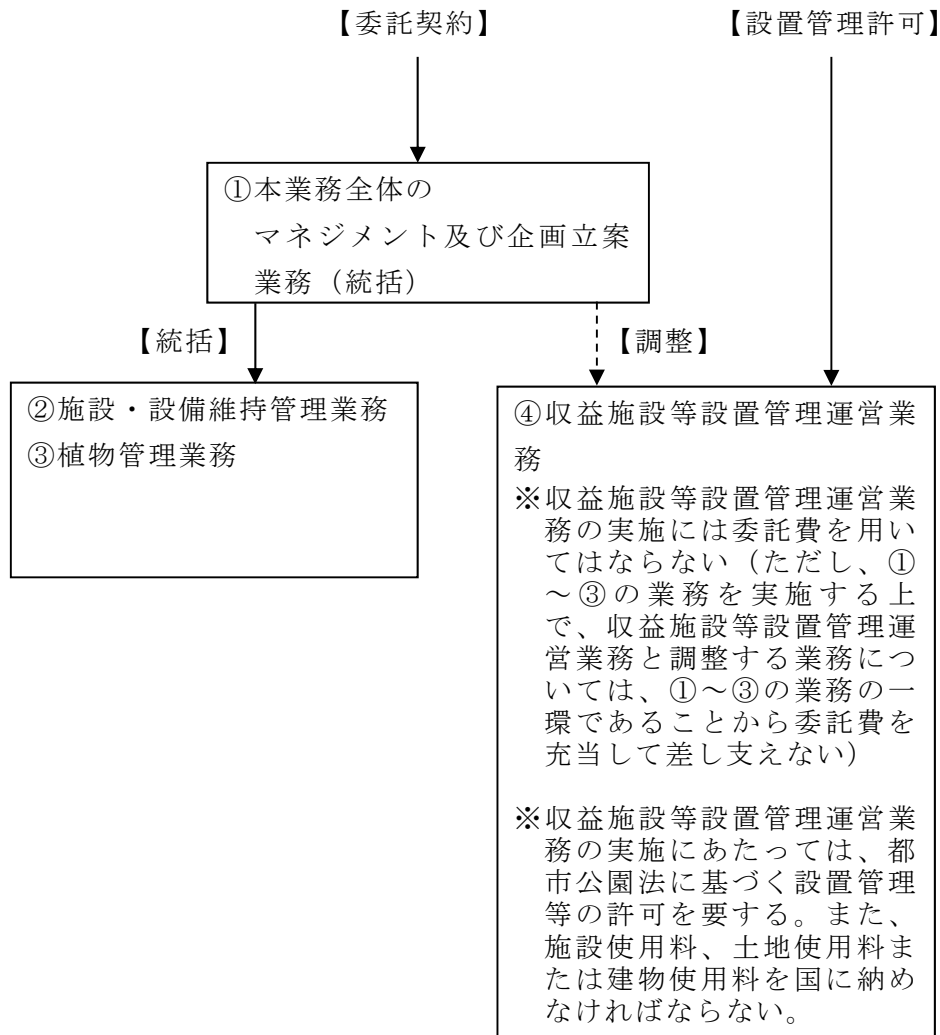 【委託契約】
【設置管理許可】
①本業務全体の
マネジメント及び企画立案
業務（統括）
【統括】
【調整】
②施設・設備維持管理業務
③植物管理業務
④収益施設等設置管理運営業
務
※収益施設等設置管理運営業
務の実施には委託費を用い
てはならない（ただし、①
～③の業務を実施する上
で、収益施設等設置管理運
営業務と調整する業務につ
いては、①～③の業務の一
環であることから委託費を
充当して差し支えない）
※収益施設等設置管理運営業
務の実施にあたっては、都
市公園法に基づく設置管理
等の許可を要する。また、
施設使用料、土地使用料ま
たは建物使用料を国に納め
なければならない。